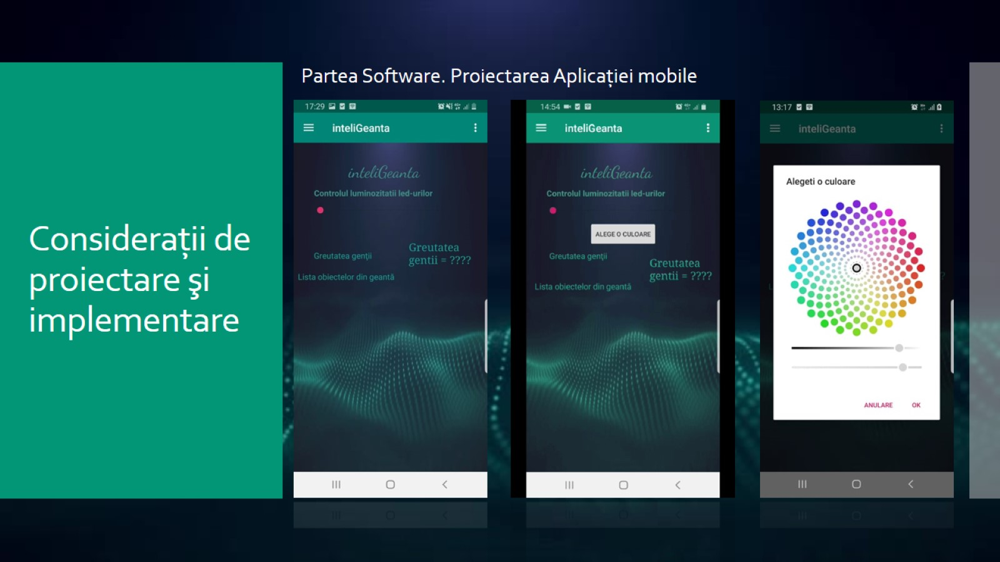 Partea Software. Proiectarea Aplicației mobile
Considerații de
proiectare şi
implementare
17:29
inteliGeanta
inteliGeanta
Controlul luminozitatii led-urilor
Greutatea genții
Greutatea
gentii = ????
Lista obiectelor din geantă
14:54
inteliGeanta
inteliGeanta
Controlul luminozitatii led-urilor
ALEGE O CULOARE
Greutatea genții
Greutatea
gentii = ????
Lista obiectelor din geantă
13:17
inteliGeanta
Alegeti o culoare
ANULARE OK